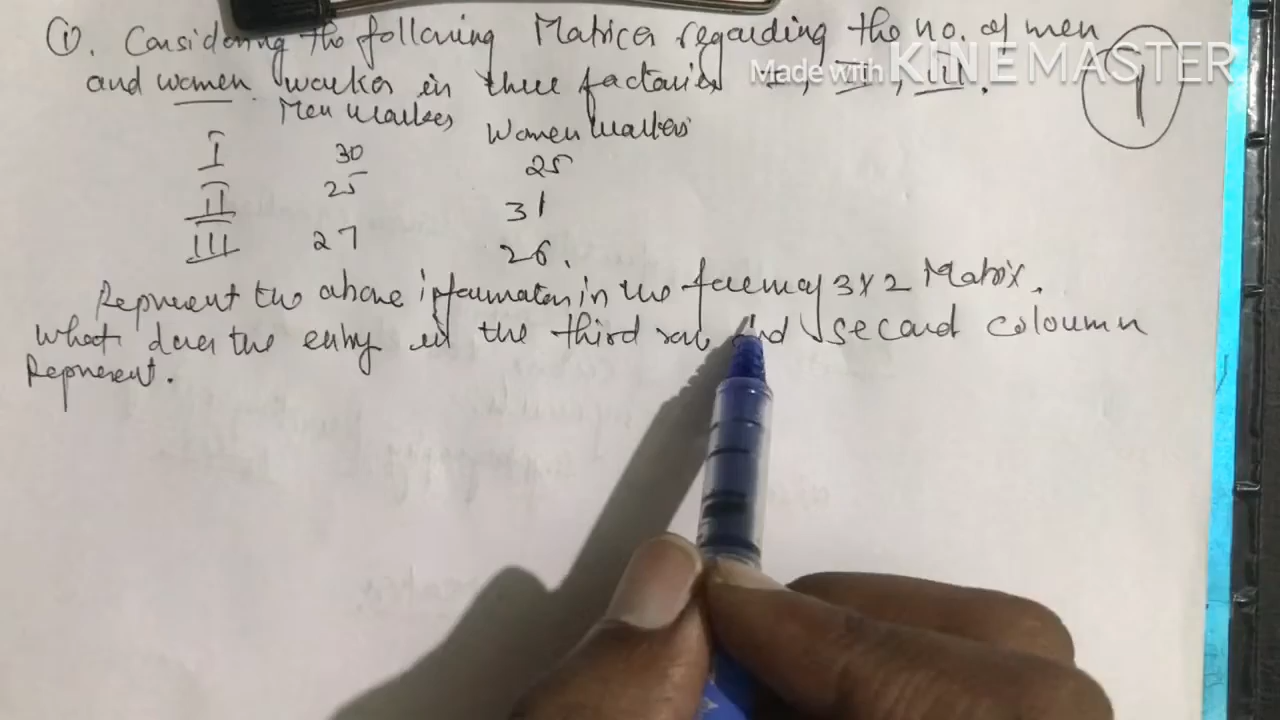 ①. Considering the following Matrices regarding the no. of men
and women worker in three factories I, II, III.
Men workers Women workers
I 30 25
II 25 31
III 27 26.
Represent the above information in the form of 3 x 2 Matrix.
What does the entry in the third row and second coloumn
Represent.
1
Made with KINEMASTER